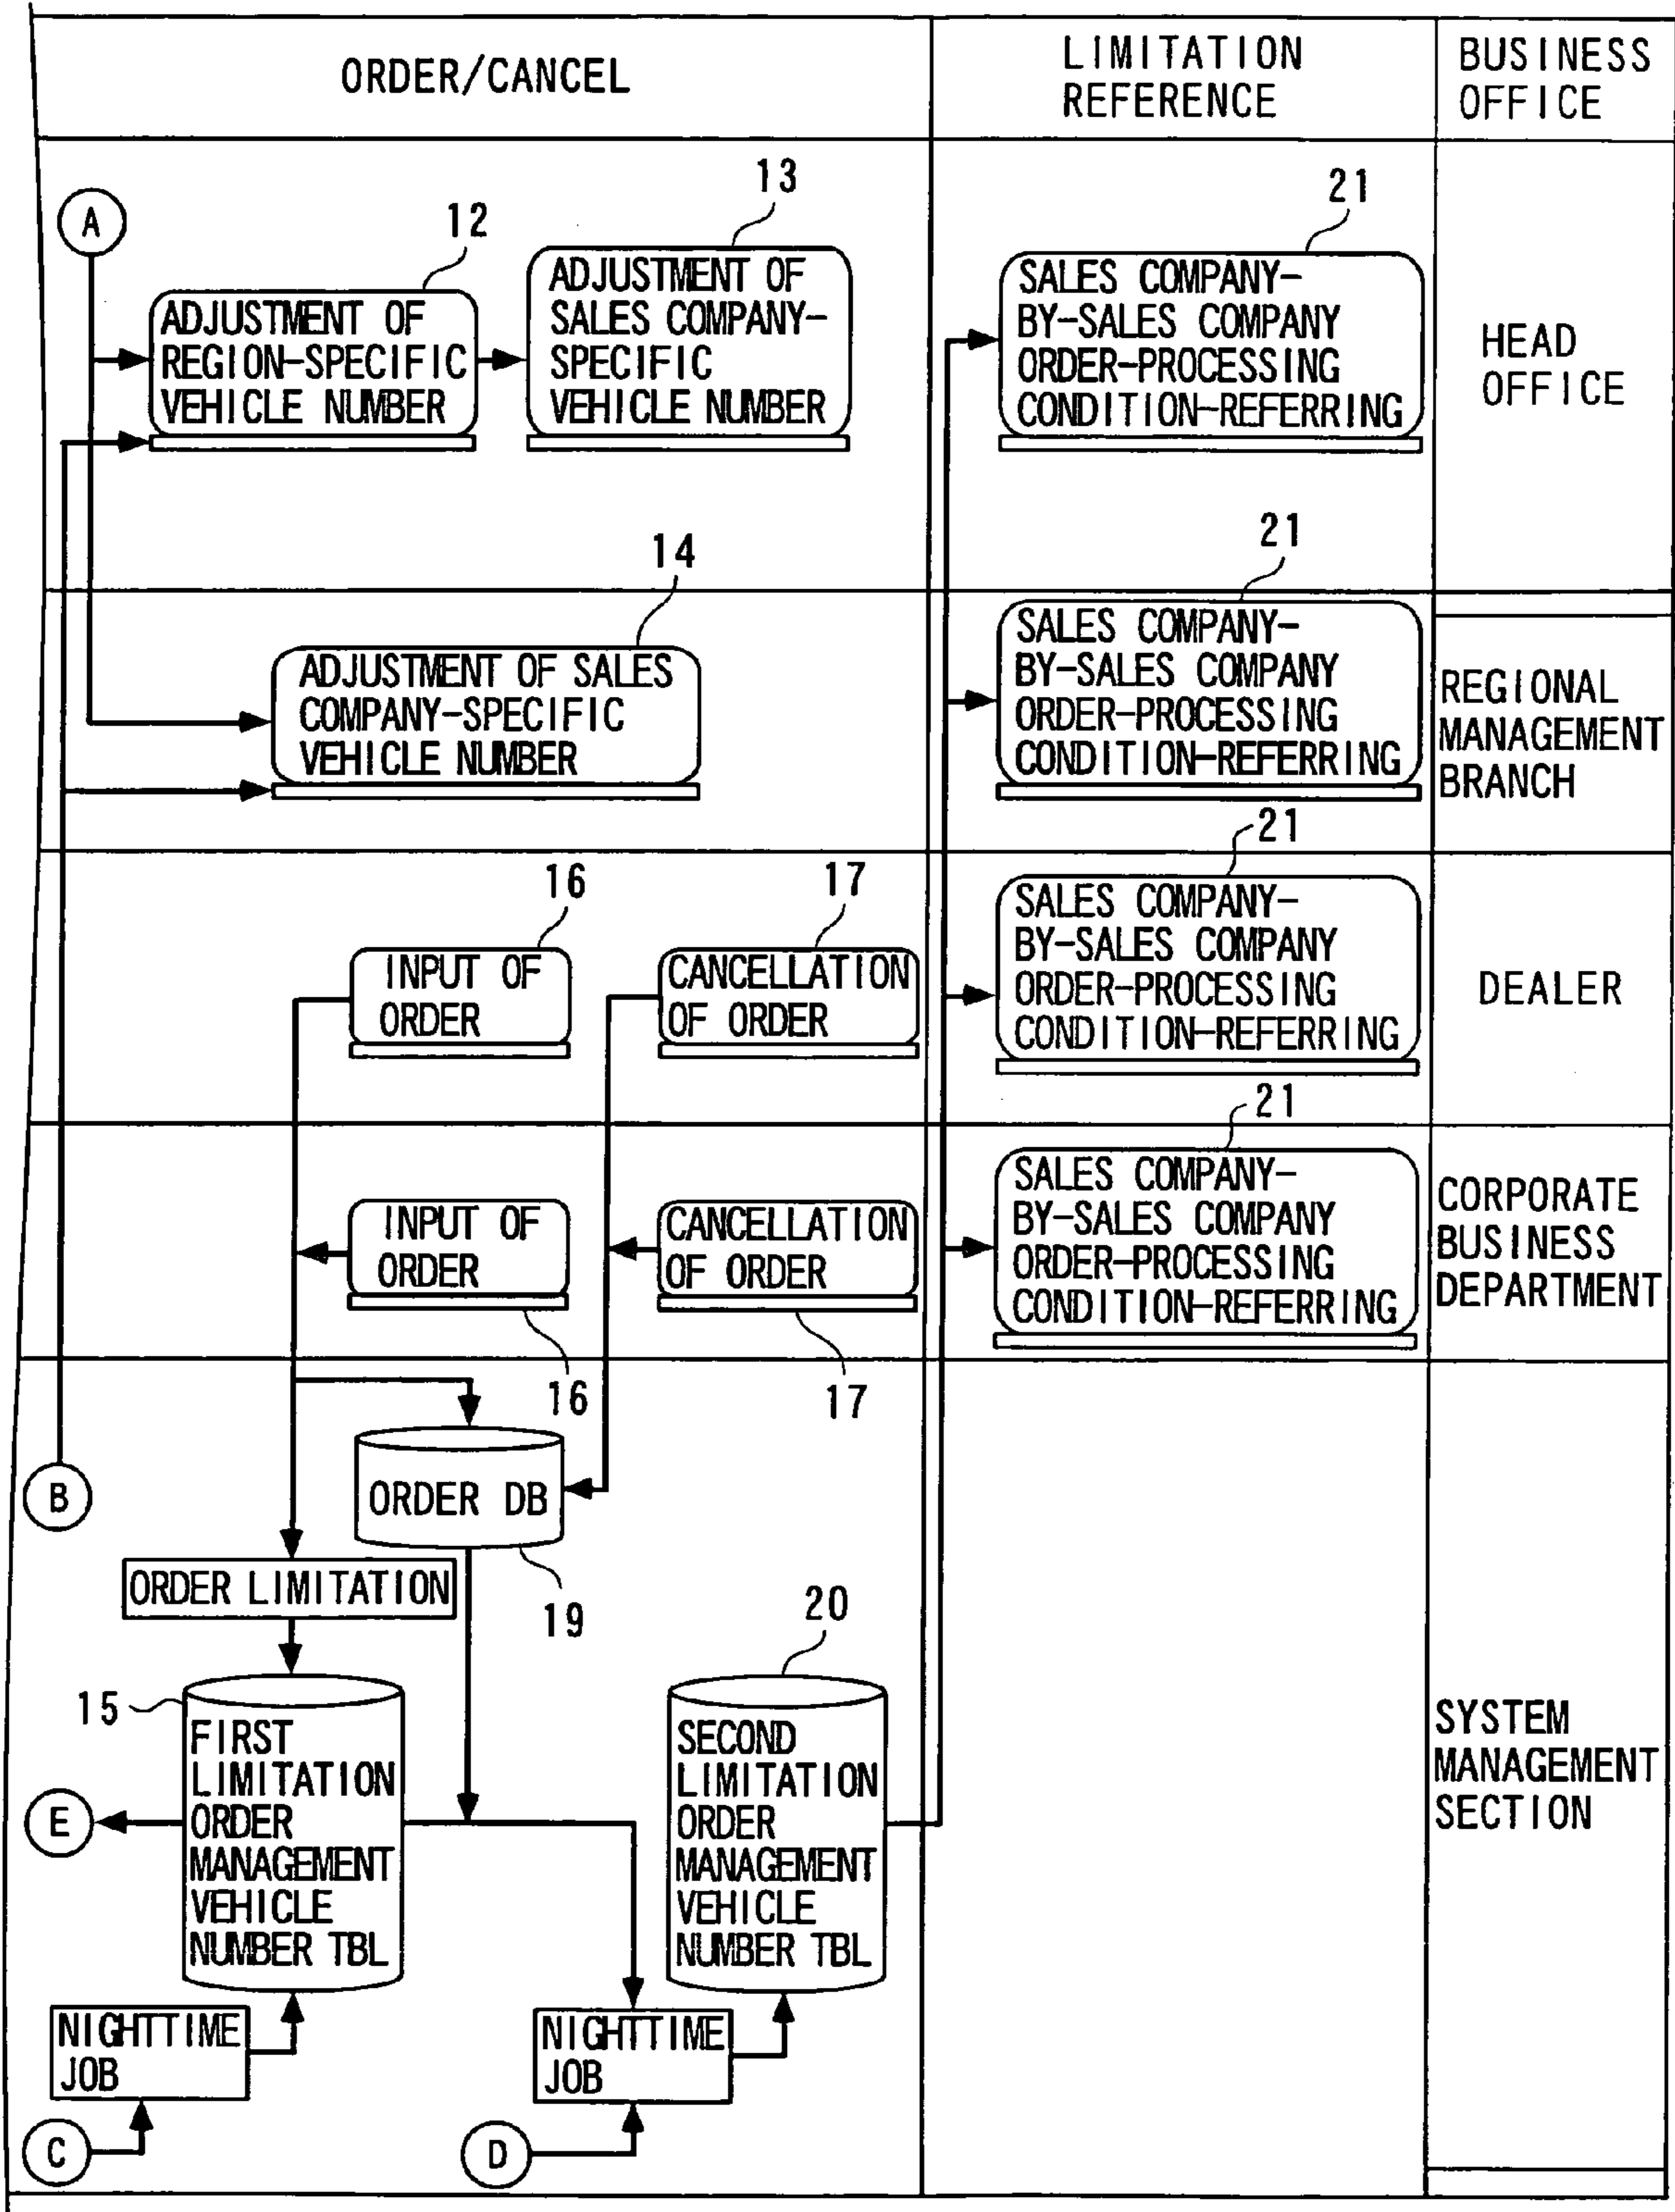 ORDER/CANCEL
LIMITATION
REFERENCE
BUSINESS
OFFICE
A
12
ADJUSTMENT OF
REGION-SPECIFIC
VEHICLE NUMBER
13
ADJUSTMENT OF
SALES COMPANY-
SPECIFIC
VEHICLE NUMBER
21
SALES COMPANY-
BY-SALES COMPANY
ORDER-PROCESSING
CONDITION-REFERRING
HEAD
OFFICE
14
ADJUSTMENT OF SALES
COMPANY-SPECIFIC
VEHICLE NUMBER
21
SALES COMPANY-
BY-SALES COMPANY
ORDER-PROCESSING
CONDITION-REFERRING
REGIONAL
MANAGEMENT
BRANCH
16
INPUT OF
ORDER
17
CANCELLATION
OF ORDER
21
SALES COMPANY-
BY-SALES COMPANY
ORDER-PROCESSING
CONDITION-REFERRING
DEALER
INPUT OF
ORDER
16
CANCELLATION
OF ORDER
17
21
SALES COMPANY-
BY-SALES COMPANY
ORDER-PROCESSING
CONDITION-REFERRING
CORPORATE
BUSINESS
DEPARTMENT
B
ORDER DB
19
ORDER LIMITATION
15
FIRST
LIMITATION
ORDER
MANAGEMENT
VEHICLE
NUMBER TBL
E
20
SECOND
LIMITATION
ORDER
MANAGEMENT
VEHICLE
NUMBER TBL
SYSTEM
MANAGEMENT
SECTION
NIGHTTIME
JOB
NIGHTTIME
JOB
C
D